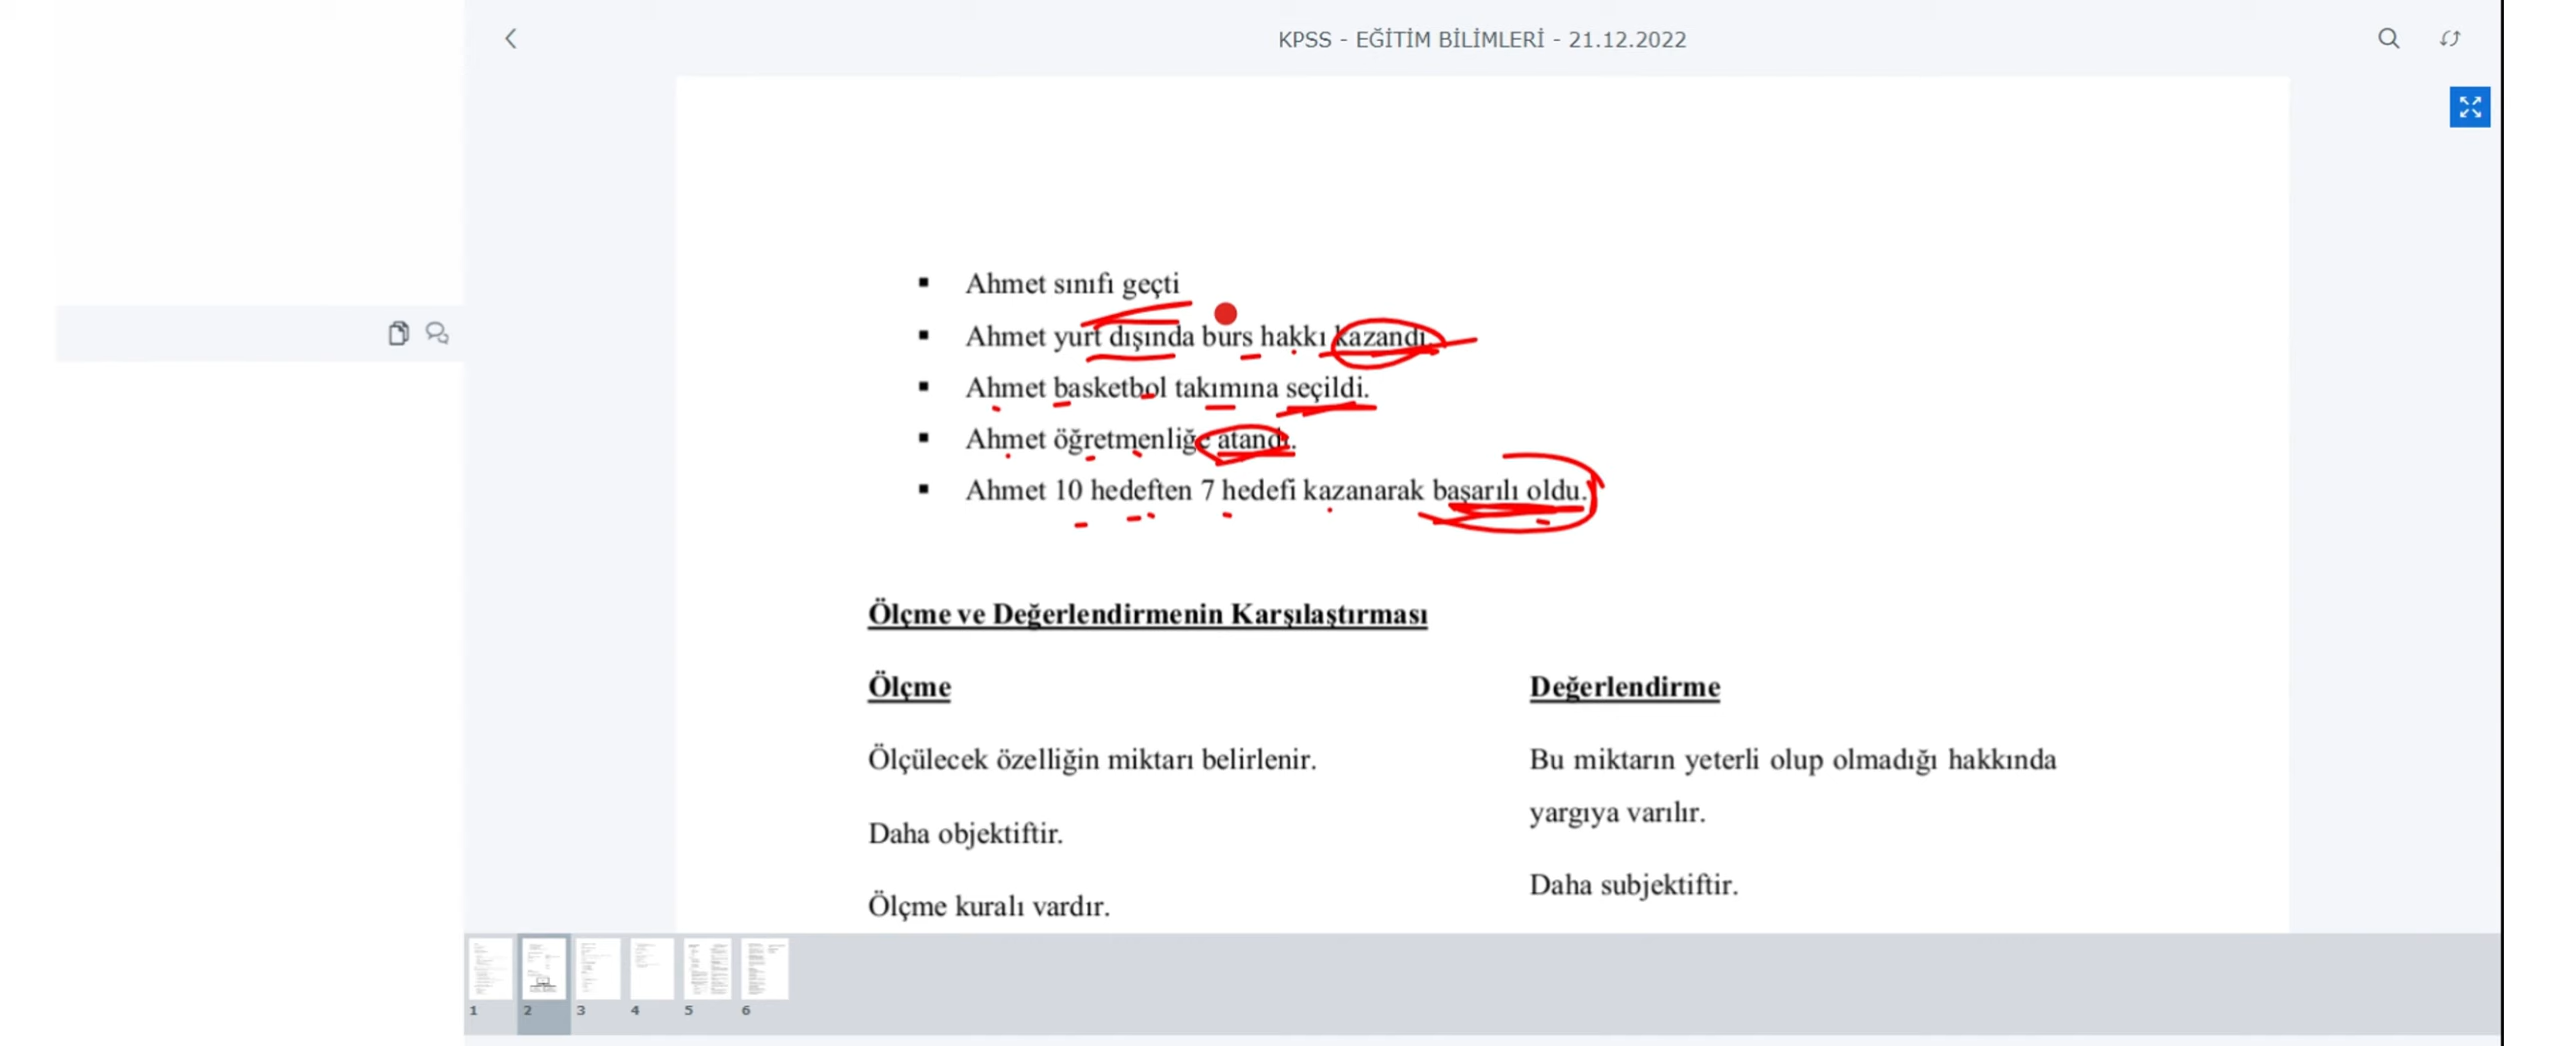 KPSS - EĞİTİM BİLİMLERİ - 21.12.2022
▪ Ahmet sınıfı geçti
▪ Ahmet yurt dışında burs hakkı kazandı.
▪ Ahmet basketbol takımına seçildi.
▪ Ahmet öğretmenliğe atandı.
▪ Ahmet 10 hedeften 7 hedefi kazanarak başarılı oldu.
Ölçme ve Değerlendirmenin Karşılaştırması
Ölçme
Ölçülecek özelliğin miktarı belirlenir.
Daha objektiftir.
Ölçme kuralı vardır.
Değerlendirme
Bu miktarın yeterli olup olmadığı hakkında
yargıya varılır.
Daha subjektiftir.
1 2 3 4 5 6